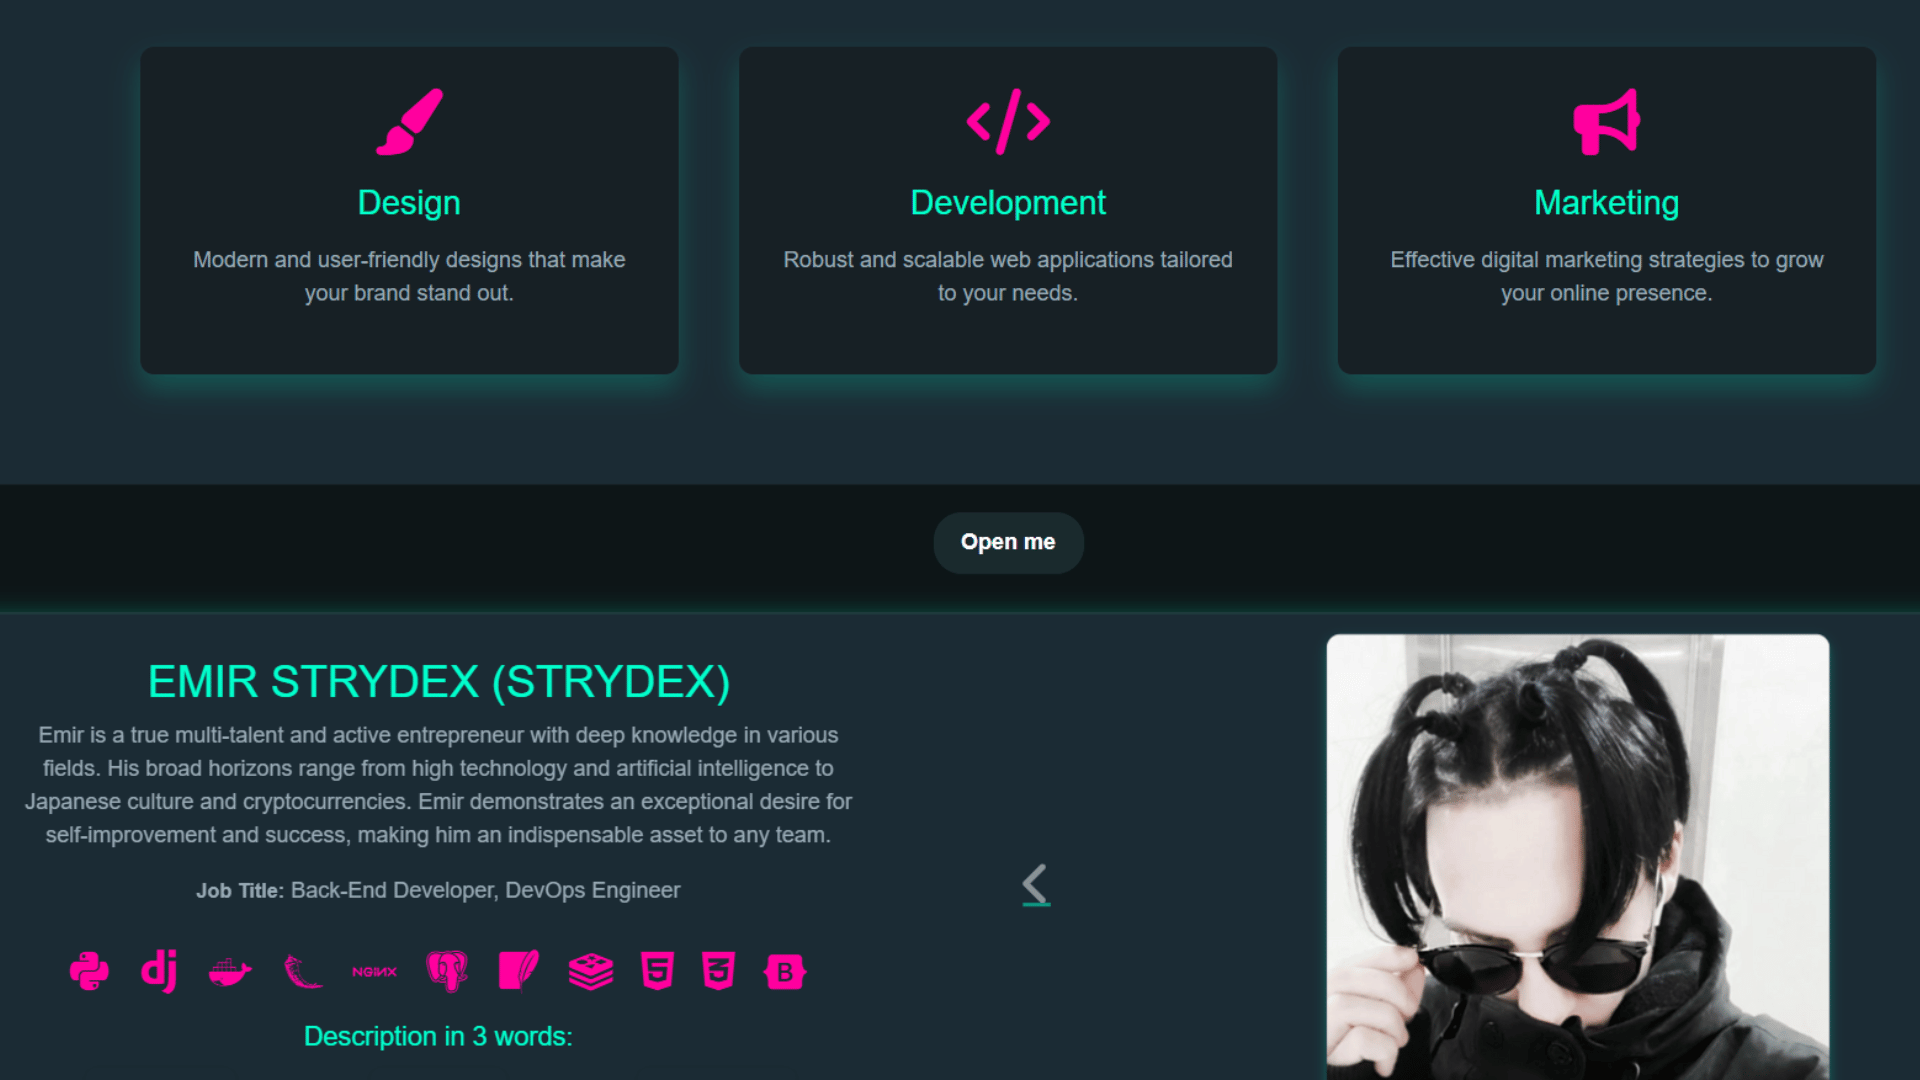 Design
Development
Marketing
Modern and user-friendly designs that make
your brand stand out.
Robust and scalable web applications tailored
to your needs.
Effective digital marketing strategies to grow
your online presence.
Open me
EMIR STRYDEX (STRYDEX)
Emir is a true multi-talent and active entrepreneur with deep knowledge in various
fields. His broad horizons range from high technology and artificial intelligence to
Japanese culture and cryptocurrencies. Emir demonstrates an exceptional desire for
self-improvement and success, making him an indispensable asset to any team.
Job Title: Back-End Developer, DevOps Engineer
dj
NGINX
5
3
B
Description in 3 words: